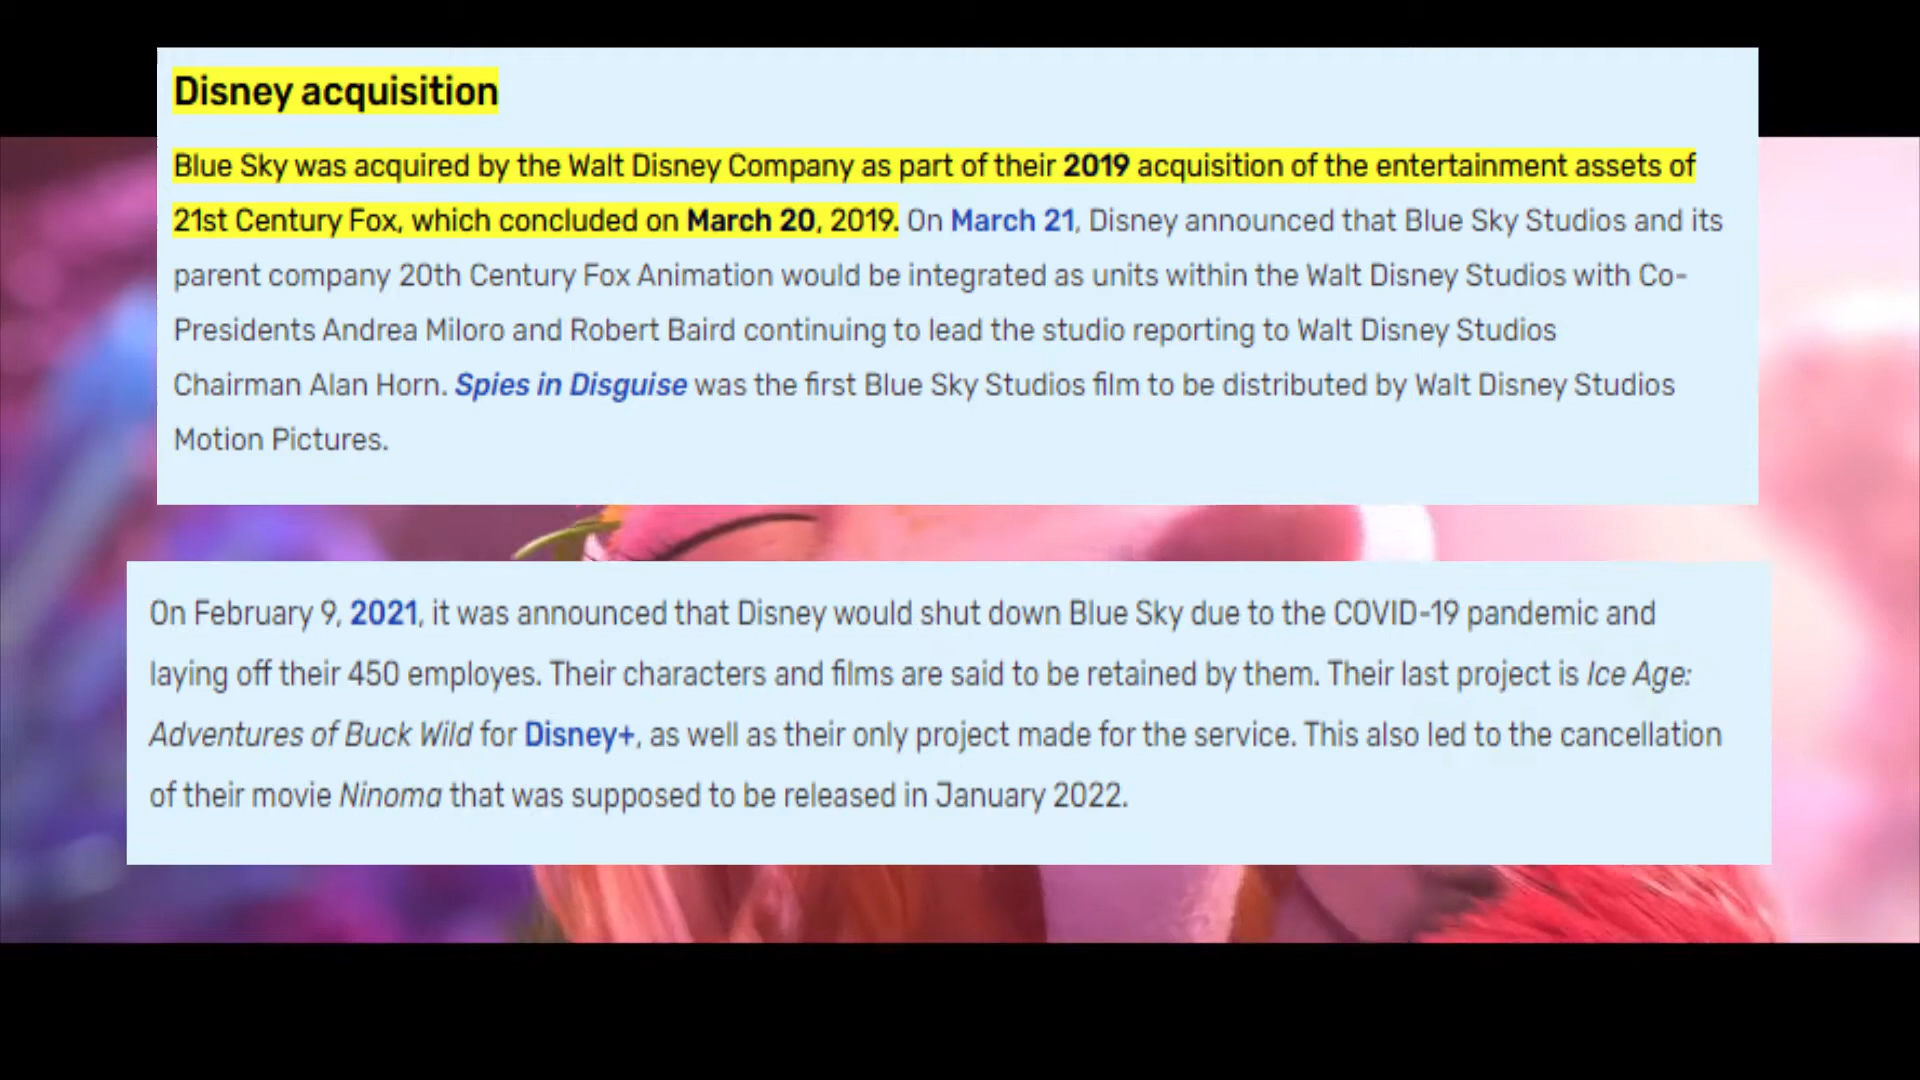 Disney acquisition
Blue Sky was acquired by the Walt Disney Company as part of their 2019 acquisition of the entertainment assets of
21st Century Fox, which concluded on March 20, 2019. On March 21, Disney announced that Blue Sky Studios and its
parent company 20th Century Fox Animation would be integrated as units within the Walt Disney Studios with Co-
Presidents Andrea Miloro and Robert Baird continuing to lead the studio reporting to Walt Disney Studios
Chairman Alan Horn. Spies in Disguise was the first Blue Sky Studios film to be distributed by Walt Disney Studios
Motion Pictures.
On February 9, 2021, it was announced that Disney would shut down Blue Sky due to the COVID-19 pandemic and
laying off their 450 employes. Their characters and films are said to be retained by them. Their last project is Ice Age:
Adventures of Buck Wild for Disney+, as well as their only project made for the service. This also led to the cancellation
of their movie Ninoma that was supposed to be released in January 2022.